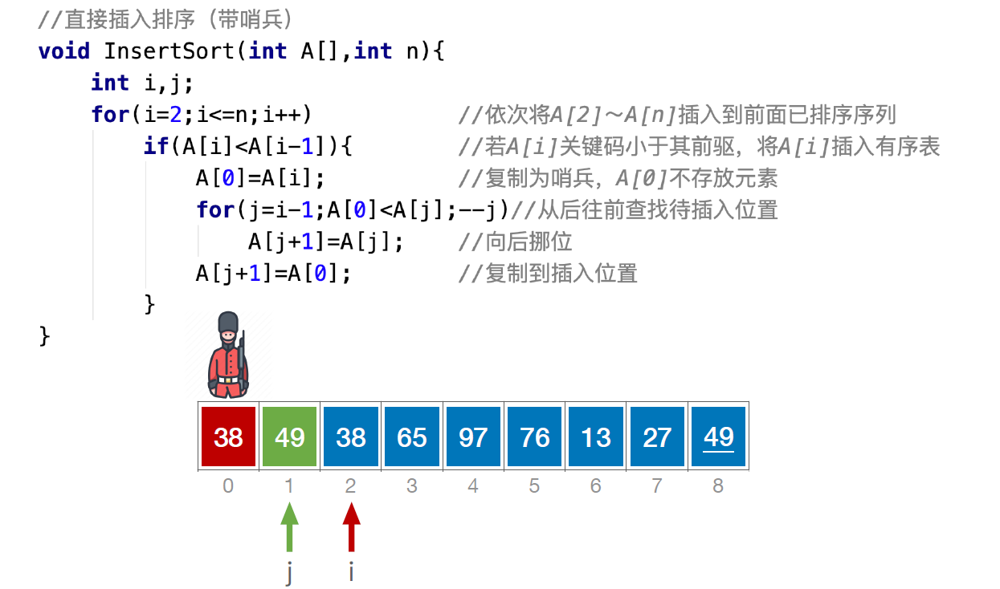 //直接插入排序（带哨兵）
void InsertSort(int A[],int n){
    int i,j;
    for(i=2;i<=n;i++)           //依次将A[2]～A[n]插入到前面已排序序列
        if(A[i]<A[i-1]){        //若A[i]关键码小于其前驱，将A[i]插入有序表
            A[0]=A[i];          //复制为哨兵，A[0]不存放元素
            for(j=i-1;A[0]<A[j];--j)//从后往前查找待插入位置
                A[j+1]=A[j];    //向后挪位
            A[j+1]=A[0];        //复制到插入位置
        }
}
38 49 38 65 97 76 13 27 49
0 1 2 3 4 5 6 7 8
j i